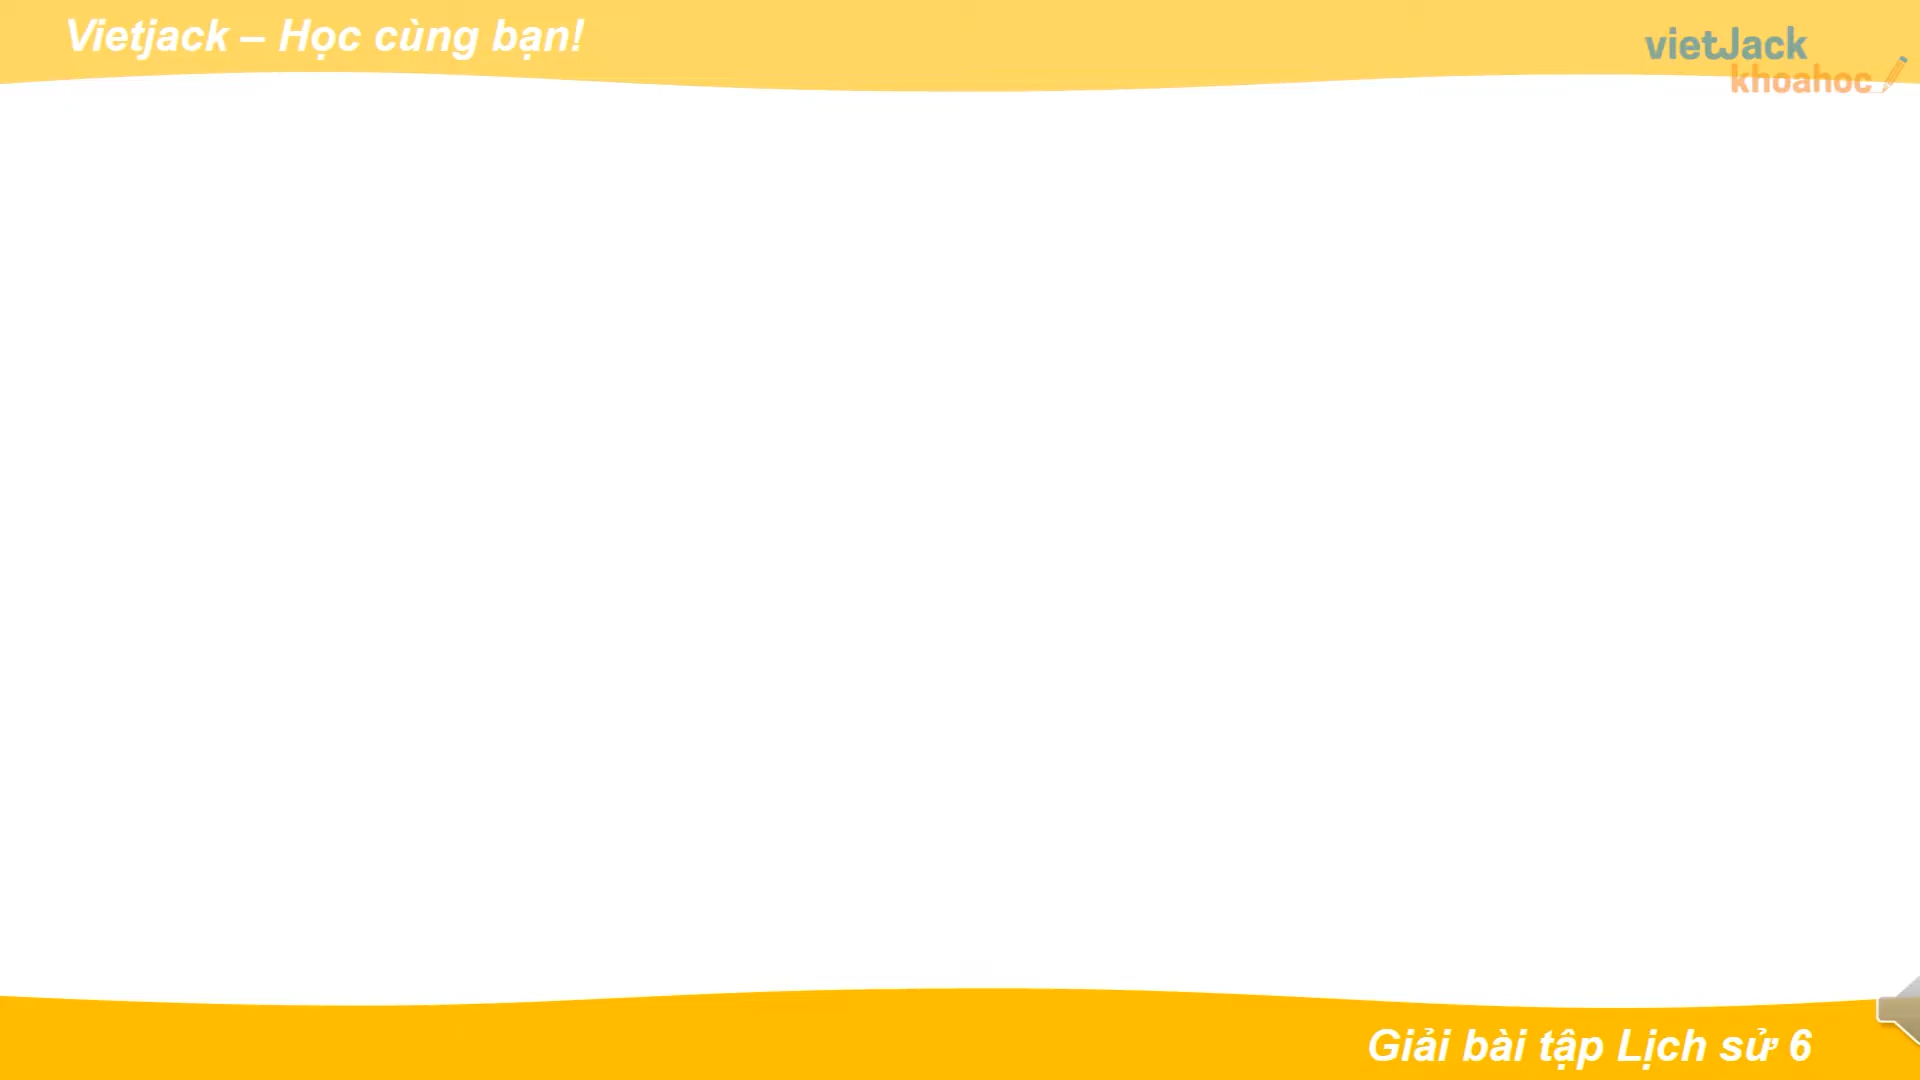 Vietjack – Học cùng bạn!
vietJack
khoahoc
Giải bài tập Lịch sử 6